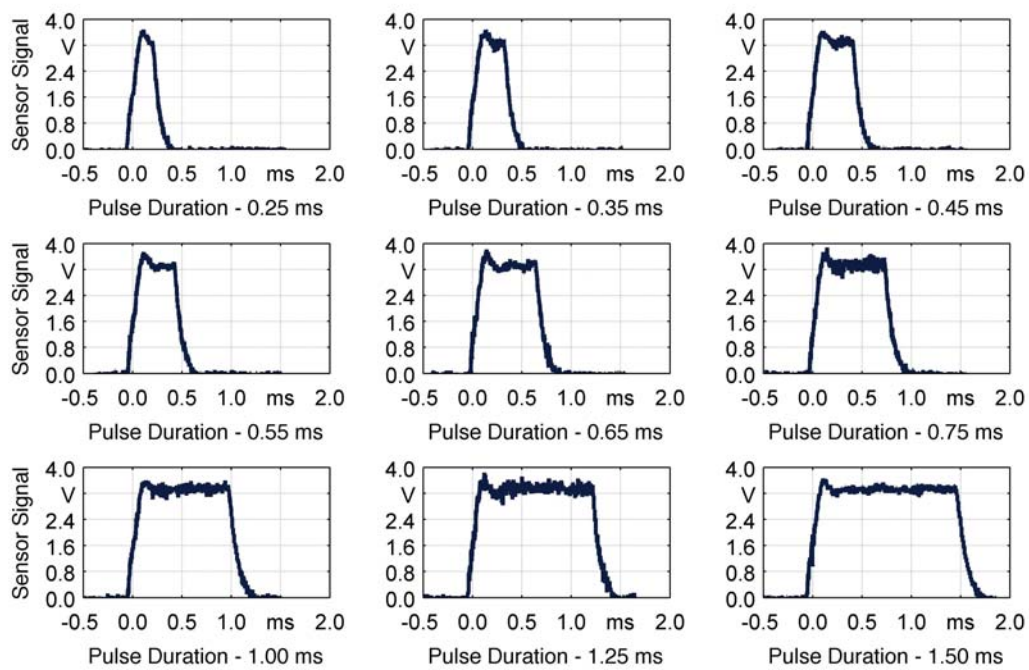 4.0 4.0 4.0
V V V
Sensor Signal
2.4 2.4 2.4
1.6 1.6 1.6
0.8 0.8 0.8
0.0 0.0 0.0
-0.5 0.0 0.5 1.0 ms 2.0 -0.5 0.0 0.5 1.0 ms 2.0 -0.5 0.0 0.5 1.0 ms 2.0
Pulse Duration - 0.25 ms Pulse Duration - 0.35 ms Pulse Duration - 0.45 ms
4.0 4.0 4.0
V V V
Sensor Signal
2.4 2.4 2.4
1.6 1.6 1.6
0.8 0.8 0.8
0.0 0.0 0.0
-0.5 0.0 0.5 1.0 ms 2.0 -0.5 0.0 0.5 1.0 ms 2.0 -0.5 0.0 0.5 1.0 ms 2.0
Pulse Duration - 0.55 ms Pulse Duration - 0.65 ms Pulse Duration - 0.75 ms
4.0 4.0 4.0
V V V
Sensor Signal
2.4 2.4 2.4
1.6 1.6 1.6
0.8 0.8 0.8
0.0 0.0 0.0
-0.5 0.0 0.5 1.0 ms 2.0 -0.5 0.0 0.5 1.0 ms 2.0 -0.5 0.0 0.5 1.0 ms 2.0
Pulse Duration - 1.00 ms Pulse Duration - 1.25 ms Pulse Duration - 1.50 ms